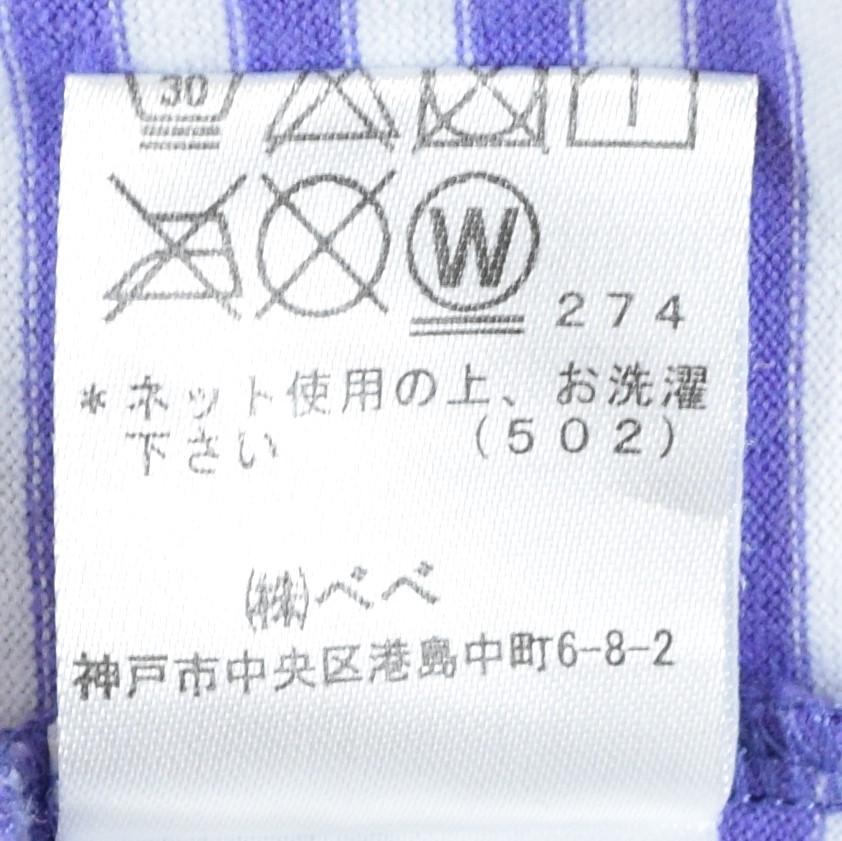 30
W
274
*ネット使用の上、お洗濯
下さい (502)
(株)べべ
神戸市中央区港島中町6-8-2